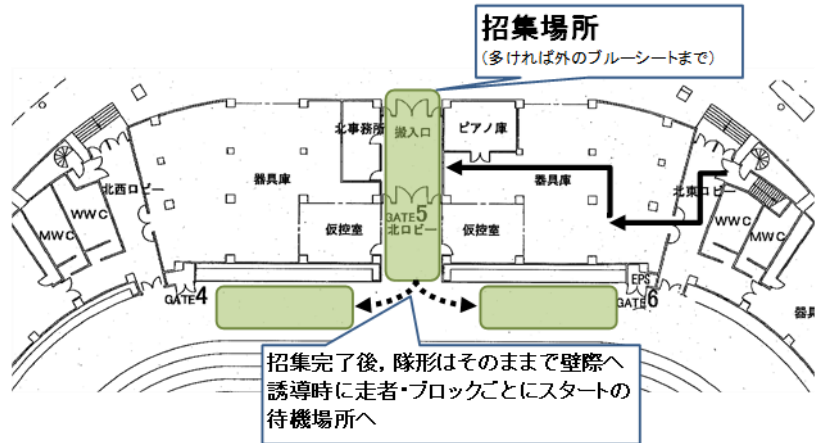 招集場所
(多ければ外のブルーシートまで)
北事務所
搬入口
ピアノ庫
器具庫
器具庫
北西ロビー
北東ロビー
WWC
MWC
WWC
MWC
仮控室
GATE5
北ロビー
仮控室
EPS
GATE4
GATE6
器具
招集完了後，隊形はそのままで壁際へ
誘導時に走者・ブロックごとにスタートの
待機場所へ